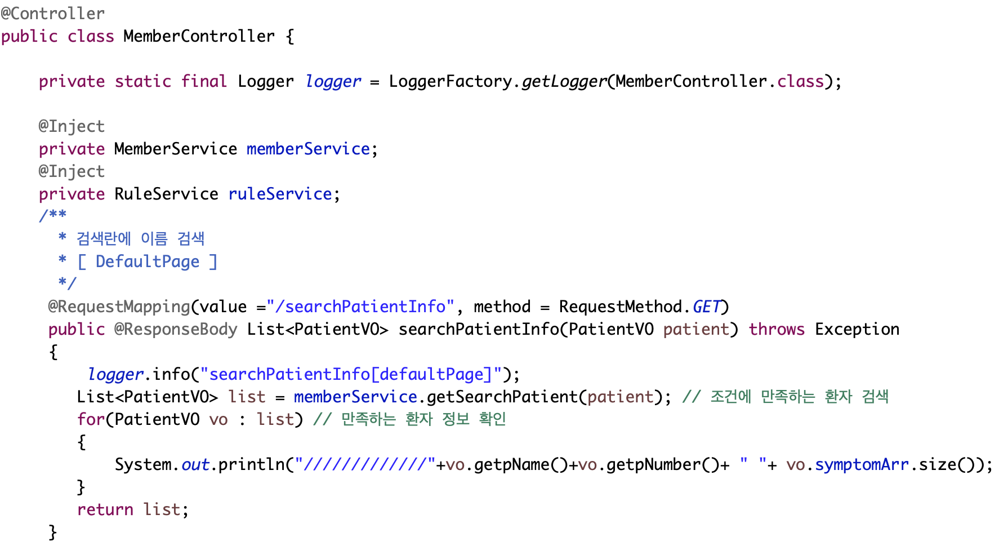 @Controller
public class MemberController {
private static final Logger logger = LoggerFactory.getLogger(MemberController.class);
@Inject
private MemberService memberService;
@Inject
private RuleService ruleService;
/**
* 검색란에 이름 검색
* [ DefaultPage ]
*/
@RequestMapping(value ="/searchPatientInfo", method = RequestMethod.GET)
public @ResponseBody List<PatientVO> searchPatientInfo(PatientVO patient) throws Exception
{
logger.info("searchPatientInfo[defaultPage]");
List<PatientVO> list = memberService.getSearchPatient(patient); // 조건에 만족하는 환자 검색
for(PatientVO vo : list) // 만족하는 환자 정보 확인
{
System.out.println("/////////////"+vo.getpName()+vo.getpNumber()+ " "+ vo.symptomArr.size());
}
return list;
}